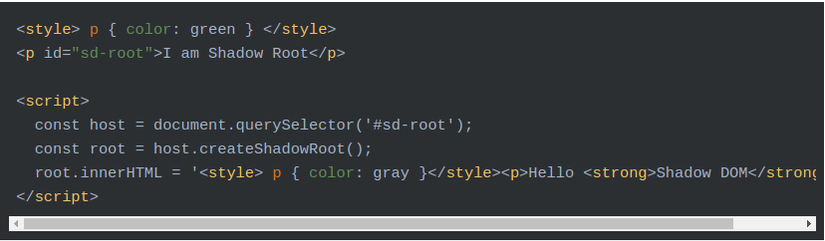 <style> p { color: green } </style>
<p id="sd-root">I am Shadow Root</p>
<script>
const host = document.querySelector('#sd-root');
const root = host.createShadowRoot();
root.innerHTML = '<style> p { color: gray }</style><p>Hello <strong>Shadow DOM</strong
</script>